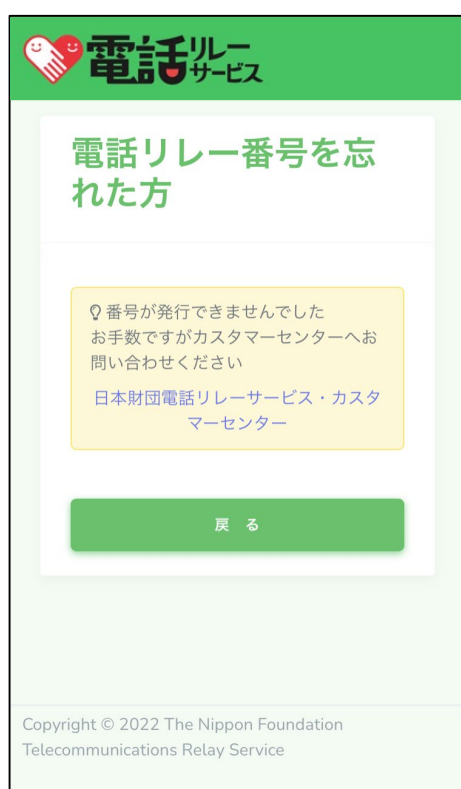 電話リレーサービス
電話リレー番号を忘
れた方
番号が発行できませんでした
お手数ですがカスタマーセンターへお
問い合わせください
日本財団電話リレーサービス・カスタ
マーセンター
戻 る
Copyright © 2022 The Nippon Foundation
Telecommunications Relay Service